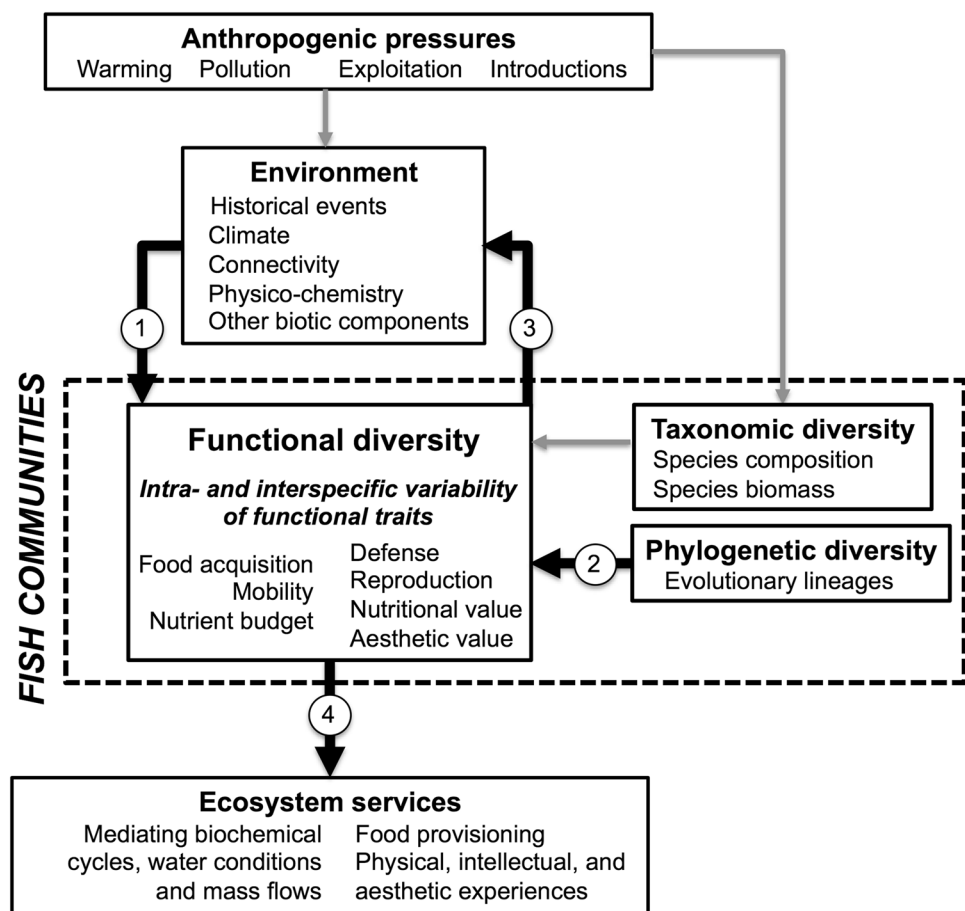 Anthropogenic pressures
Warming Pollution Exploitation Introductions
Environment
Historical events
Climate
Connectivity
Physico-chemistry
Other biotic components
1
3
FISH COMMUNITIES
Functional diversity
Intra- and interspecific variability
of functional traits
Food acquisition
Mobility
Nutrient budget
Defense
Reproduction
Nutritional value
Aesthetic value
Taxonomic diversity
Species composition
Species biomass
2
Phylogenetic diversity
Evolutionary lineages
4
Ecosystem services
Mediating biochemical
cycles, water conditions
and mass flows
Food provisioning
Physical, intellectual, and
aesthetic experiences